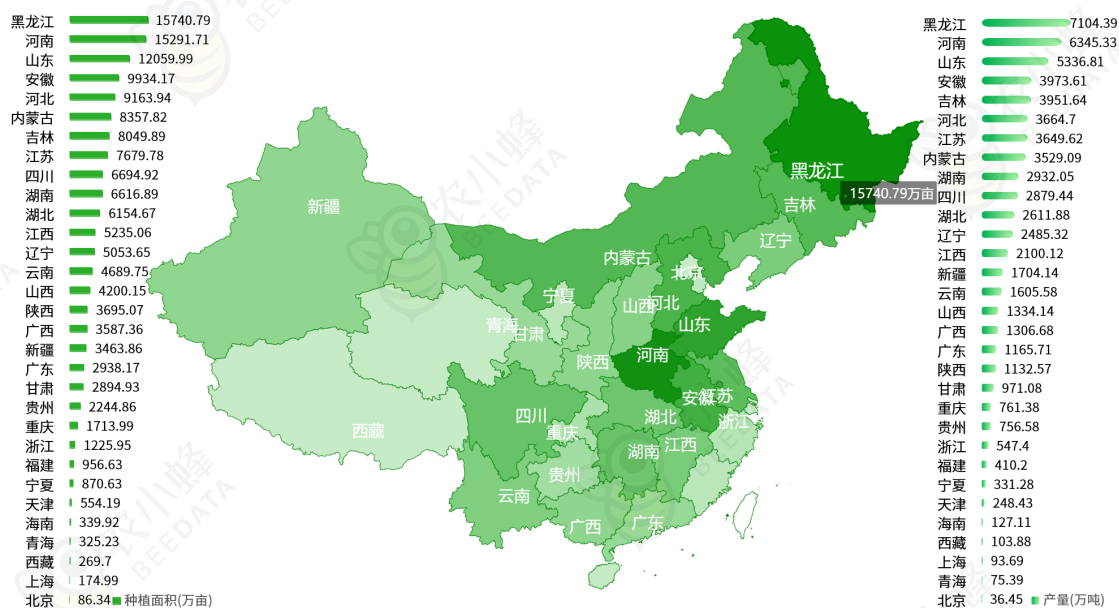 黑龙江 15740.79
河南 15291.71
山东 12059.99
安徽 9934.17
河北 9163.94
内蒙古 8357.82
吉林 8049.89
江苏 7679.78
四川 6694.92
湖南 6616.89
湖北 6154.67
江西 5235.06
辽宁 5053.65
云南 4689.75
山西 4200.15
陕西 3695.07
广西 3587.36
新疆 3463.86
广东 2938.17
甘肃 2894.93
贵州 2244.86
重庆 1713.99
浙江 1225.95
福建 956.63
宁夏 870.63
天津 554.19
海南 339.92
青海 325.23
西藏 269.7
上海 174.99
北京 86.34
种植面积(万亩)
黑龙江
15740.79万亩
吉林
辽宁
新疆
内蒙古
北京
宁夏
山西
河北
青海
甘肃
山东
陕西
河南
安徽
江苏
四川
湖北
浙江
西藏
重庆
湖南
江西
贵州
云南
广西
广东
黑龙江 7104.39
河南 6345.33
山东 5336.81
安徽 3973.61
吉林 3951.64
河北 3664.7
江苏 3649.62
内蒙古 3529.09
湖南 2932.05
四川 2879.44
湖北 2611.88
辽宁 2485.32
江西 2100.12
新疆 1704.14
云南 1605.58
山西 1334.14
广西 1306.68
广东 1165.71
陕西 1132.57
甘肃 971.08
重庆 761.38
贵州 756.58
浙江 547.4
福建 410.2
宁夏 331.28
天津 248.43
海南 127.11
西藏 103.88
上海 93.69
青海 75.39
北京 36.45
产量(万吨)
农小蜂
BEEDATA